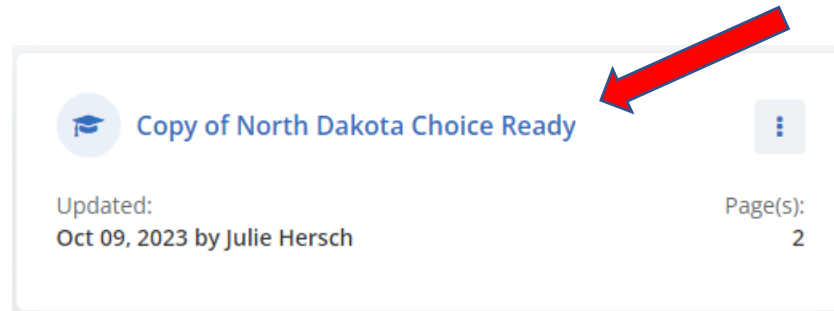 Copy of North Dakota Choice Ready
Updated:
Oct 09, 2023 by Julie Hersch
Page(s):
2